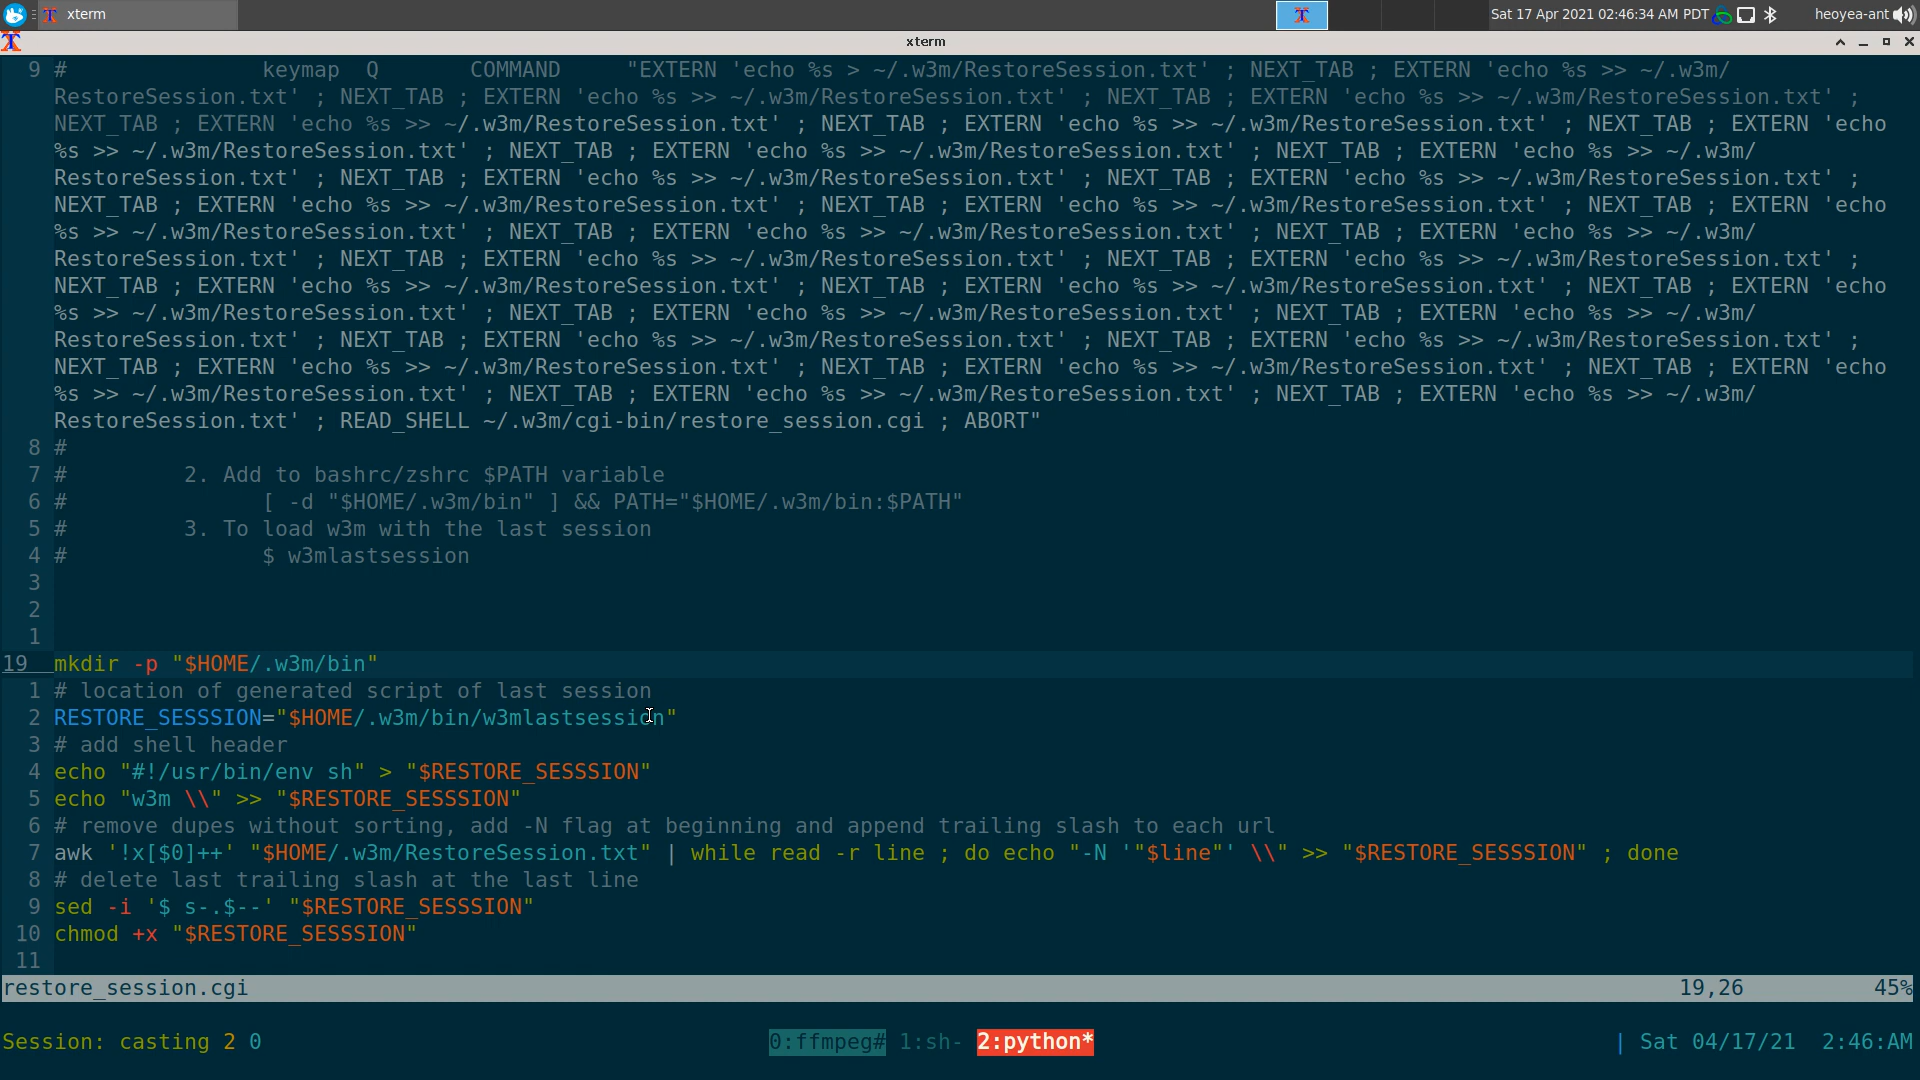 xterm
Sat 17 Apr 2021 02:46:34 AM PDT
heoyea-ant
xterm
9 # keymap Q COMMAND "EXTERN 'echo %s > ~/.w3m/RestoreSession.txt' ; NEXT_TAB ; EXTERN 'echo %s >> ~/.w3m/
RestoreSession.txt' ; NEXT_TAB ; EXTERN 'echo %s >> ~/.w3m/RestoreSession.txt' ; NEXT_TAB ; EXTERN 'echo %s >> ~/.w3m/RestoreSession.txt' ;
NEXT_TAB ; EXTERN 'echo %s >> ~/.w3m/RestoreSession.txt' ; NEXT_TAB ; EXTERN 'echo %s >> ~/.w3m/RestoreSession.txt' ; NEXT_TAB ; EXTERN 'echo
%s >> ~/.w3m/RestoreSession.txt' ; NEXT_TAB ; EXTERN 'echo %s >> ~/.w3m/RestoreSession.txt' ; NEXT_TAB ; EXTERN 'echo %s >> ~/.w3m/
RestoreSession.txt' ; NEXT_TAB ; EXTERN 'echo %s >> ~/.w3m/RestoreSession.txt' ; NEXT_TAB ; EXTERN 'echo %s >> ~/.w3m/RestoreSession.txt' ;
NEXT_TAB ; EXTERN 'echo %s >> ~/.w3m/RestoreSession.txt' ; NEXT_TAB ; EXTERN 'echo %s >> ~/.w3m/RestoreSession.txt' ; NEXT_TAB ; EXTERN 'echo
%s >> ~/.w3m/RestoreSession.txt' ; NEXT_TAB ; EXTERN 'echo %s >> ~/.w3m/RestoreSession.txt' ; NEXT_TAB ; EXTERN 'echo %s >> ~/.w3m/
RestoreSession.txt' ; NEXT_TAB ; EXTERN 'echo %s >> ~/.w3m/RestoreSession.txt' ; NEXT_TAB ; EXTERN 'echo %s >> ~/.w3m/RestoreSession.txt' ;
NEXT_TAB ; EXTERN 'echo %s >> ~/.w3m/RestoreSession.txt' ; NEXT_TAB ; EXTERN 'echo %s >> ~/.w3m/RestoreSession.txt' ; NEXT_TAB ; EXTERN 'echo
%s >> ~/.w3m/RestoreSession.txt' ; NEXT_TAB ; EXTERN 'echo %s >> ~/.w3m/RestoreSession.txt' ; NEXT_TAB ; EXTERN 'echo %s >> ~/.w3m/
RestoreSession.txt' ; NEXT_TAB ; EXTERN 'echo %s >> ~/.w3m/RestoreSession.txt' ; NEXT_TAB ; EXTERN 'echo %s >> ~/.w3m/RestoreSession.txt' ;
NEXT_TAB ; EXTERN 'echo %s >> ~/.w3m/RestoreSession.txt' ; NEXT_TAB ; EXTERN 'echo %s >> ~/.w3m/RestoreSession.txt' ; NEXT_TAB ; EXTERN 'echo
%s >> ~/.w3m/RestoreSession.txt' ; NEXT_TAB ; EXTERN 'echo %s >> ~/.w3m/RestoreSession.txt' ; NEXT_TAB ; EXTERN 'echo %s >> ~/.w3m/
RestoreSession.txt' ; READ_SHELL ~/.w3m/cgi-bin/restore_session.cgi ; ABORT"
8 #
7 # 2. Add to bashrc/zshrc $PATH variable
6 # [ -d "$HOME/.w3m/bin" ] && PATH="$HOME/.w3m/bin:$PATH"
5 # 3. To load w3m with the last session
4 # $ w3mlastsession
3
2
1
19 mkdir -p "$HOME/.w3m/bin"
1 # location of generated script of last session
2 RESTORE_SESSSION="$HOME/.w3m/bin/w3mlastsession"
3 # add shell header
4 echo "#!/usr/bin/env sh" > "$RESTORE_SESSSION"
5 echo "w3m \\" >> "$RESTORE_SESSSION"
6 # remove dupes without sorting, add -N flag at beginning and append trailing slash to each url
7 awk '!x[$0]++' "$HOME/.w3m/RestoreSession.txt" | while read -r line ; do echo "-N '"$line"' \\" >> "$RESTORE_SESSSION" ; done
8 # delete last trailing slash at the last line
9 sed -i '$ s-.$--' "$RESTORE_SESSSION"
10 chmod +x "$RESTORE_SESSSION"
11
restore_session.cgi 19,26 45%
Session: casting 2 0 0:ffmpeg# 1:sh- 2:python* | Sat 04/17/21 2:46:AM